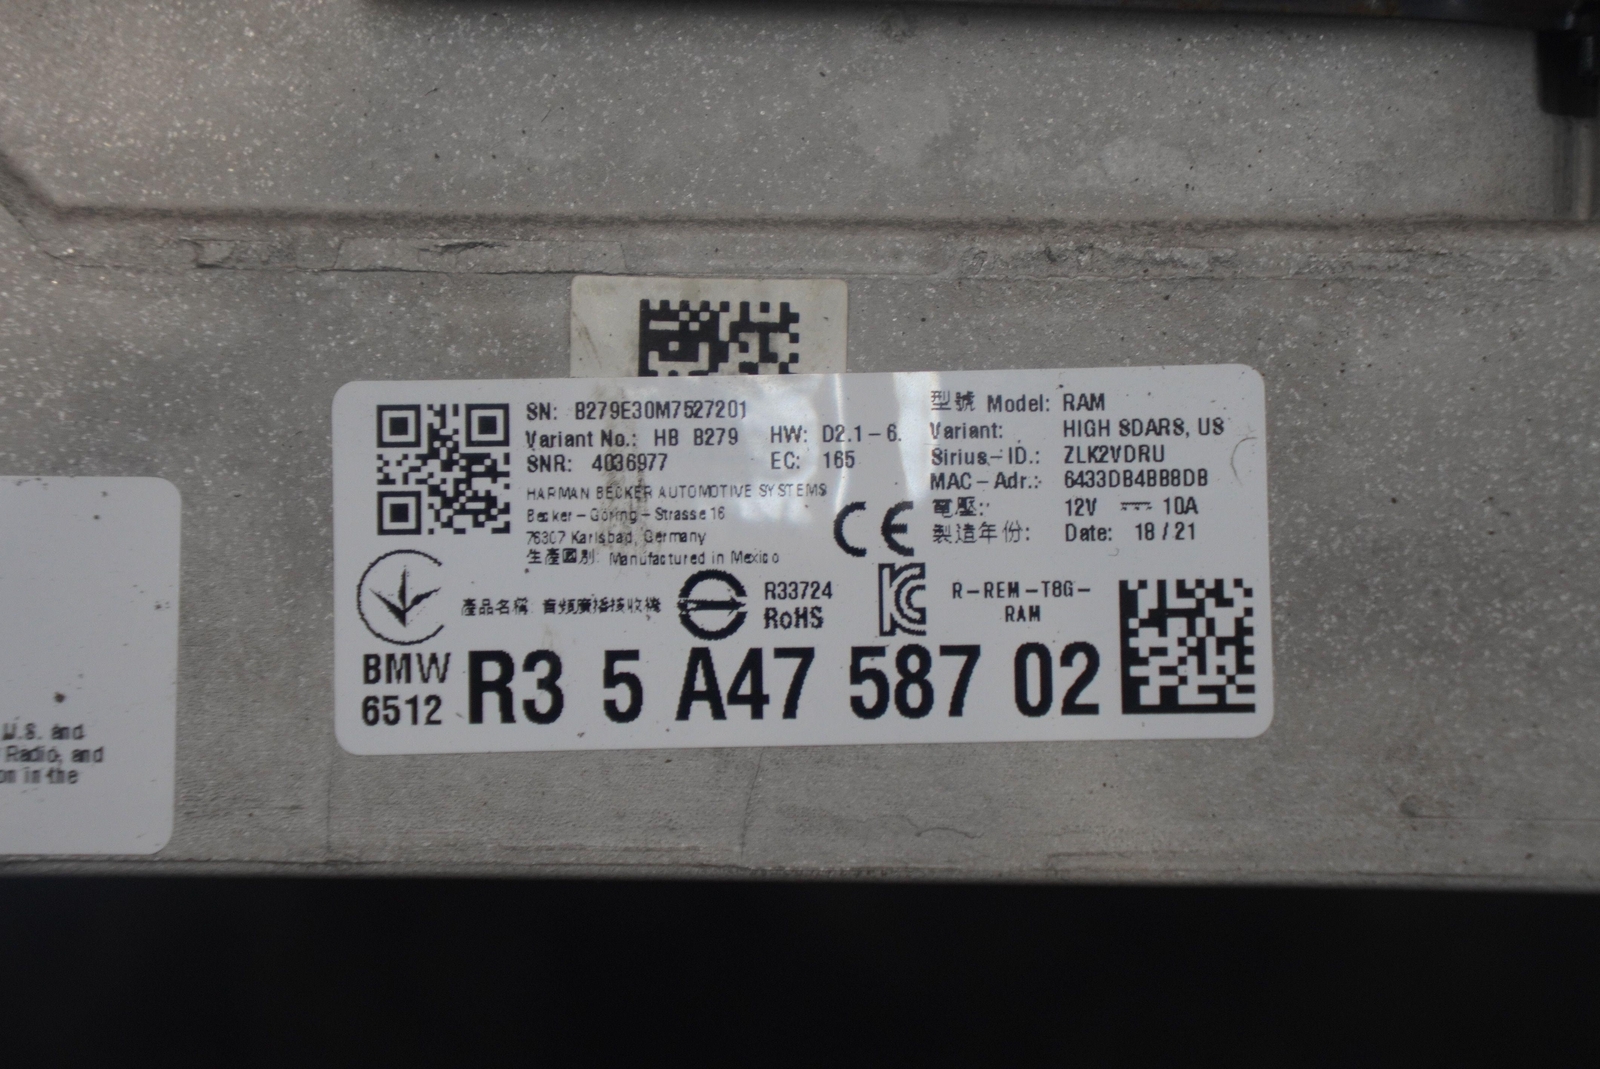 SN: B279E30M7527201
Variant No.: HB B279 HW: D2.1-6.
SNR: 4036977 EC: 165
HARMAN BECKER AUTOMOTIVE SYSTEMS
Becker-Göring-Strasse 16
76307 Karlsbad, Germany
生產國別: Manufactured in Mexico
型號 Model: RAM
Variant: HIGH SDARS, US
Sirius-ID.: ZLK2VDRU
MAC-Adr.: 6433DB4BB8DB
電壓: 12V ⎓ 10A
製造年份: Date: 18/21
CE
產品名稱: 音頻廣播接收機
R33724
RoHS
R-REM-T8G-
RAM
BMW
6512
R3 5 A47 587 02
U.S. and
Radio, and
on in the